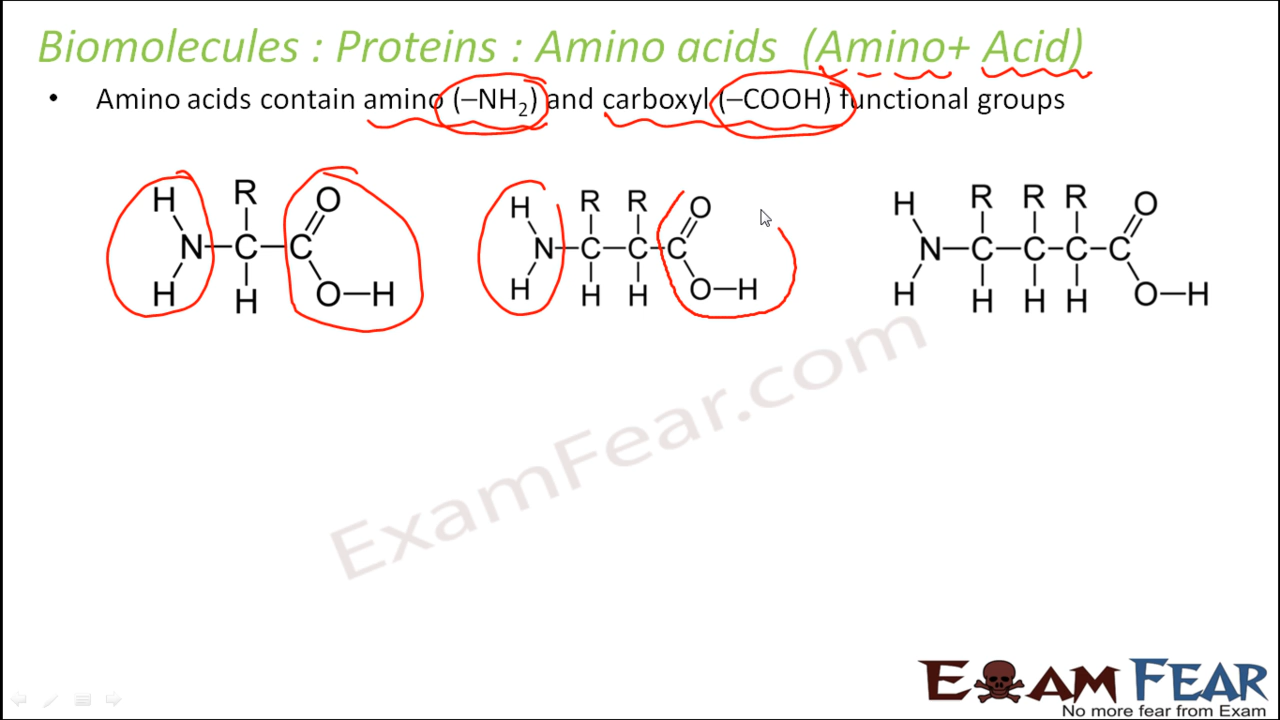 Biomolecules : Proteins : Amino acids (Amino+ Acid)
• Amino acids contain amino (–NH₂) and carboxyl (–COOH) functional groups
H R O
N C C
H H O H
H R R O
N C C C
H H H O H
H R R R O
N C C C C
H H H H O H
ExamFear.com
EXAM FEAR
No more fear from Exam